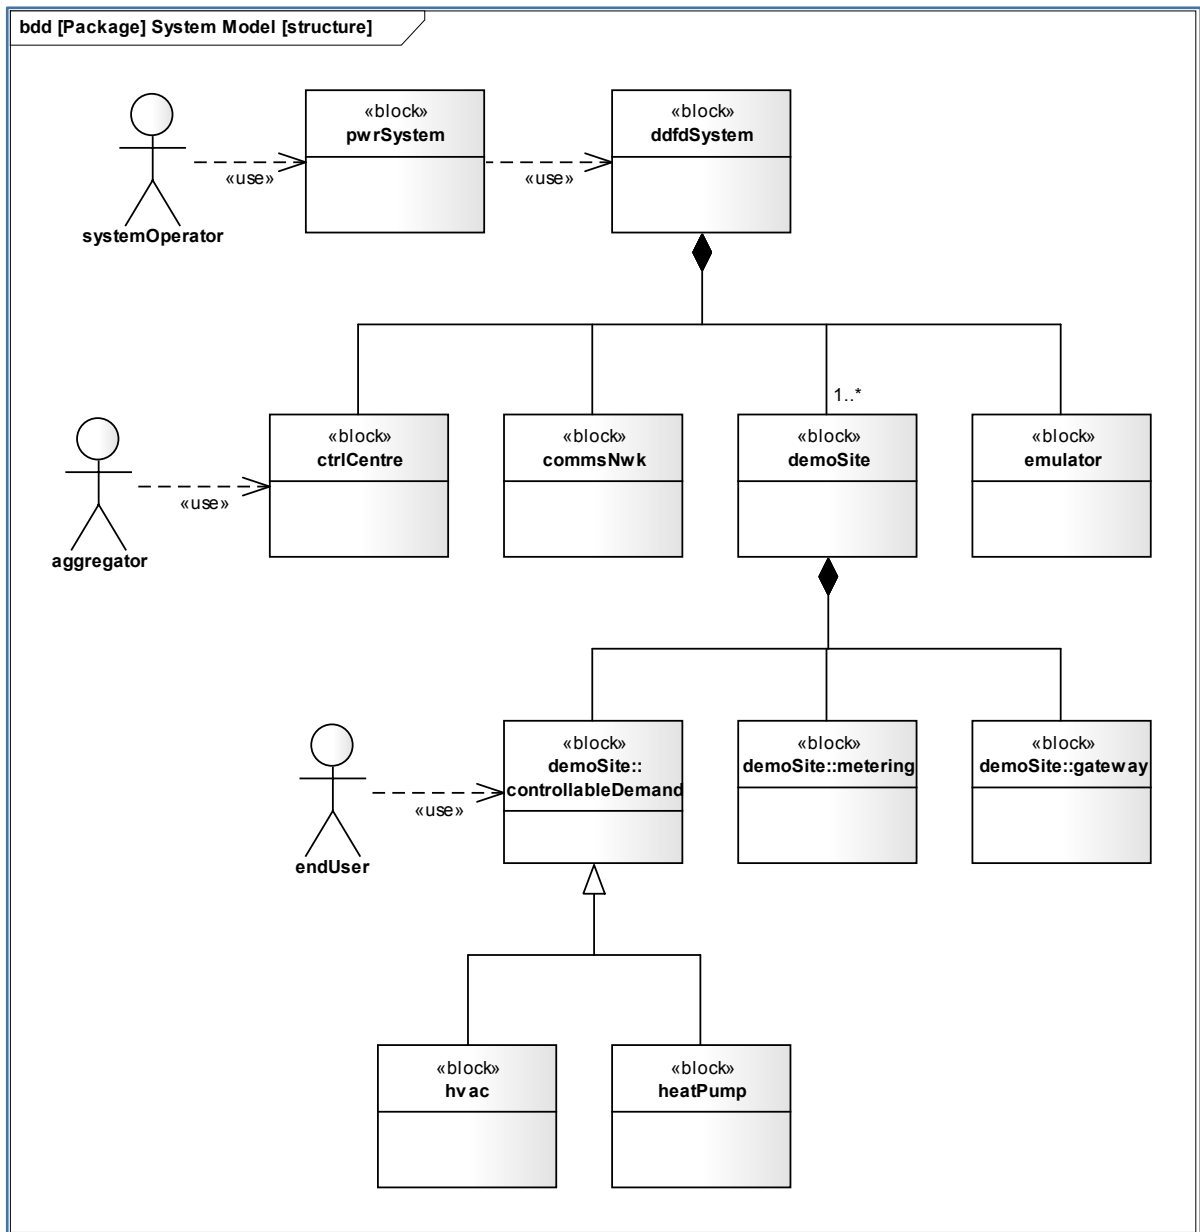 bdd [Package] System Model [structure]
«block»
pwrSystem
«block»
ddfdSystem
«use»
«use»
systemOperator
1..*
«block»
ctrlCentre
«block»
commsNwk
«block»
demoSite
«block»
emulator
«use»
aggregator
«block»
demoSite::
controllableDemand
«block»
demoSite::metering
«block»
demoSite::gateway
«use»
endUser
«block»
hvac
«block»
heatPump